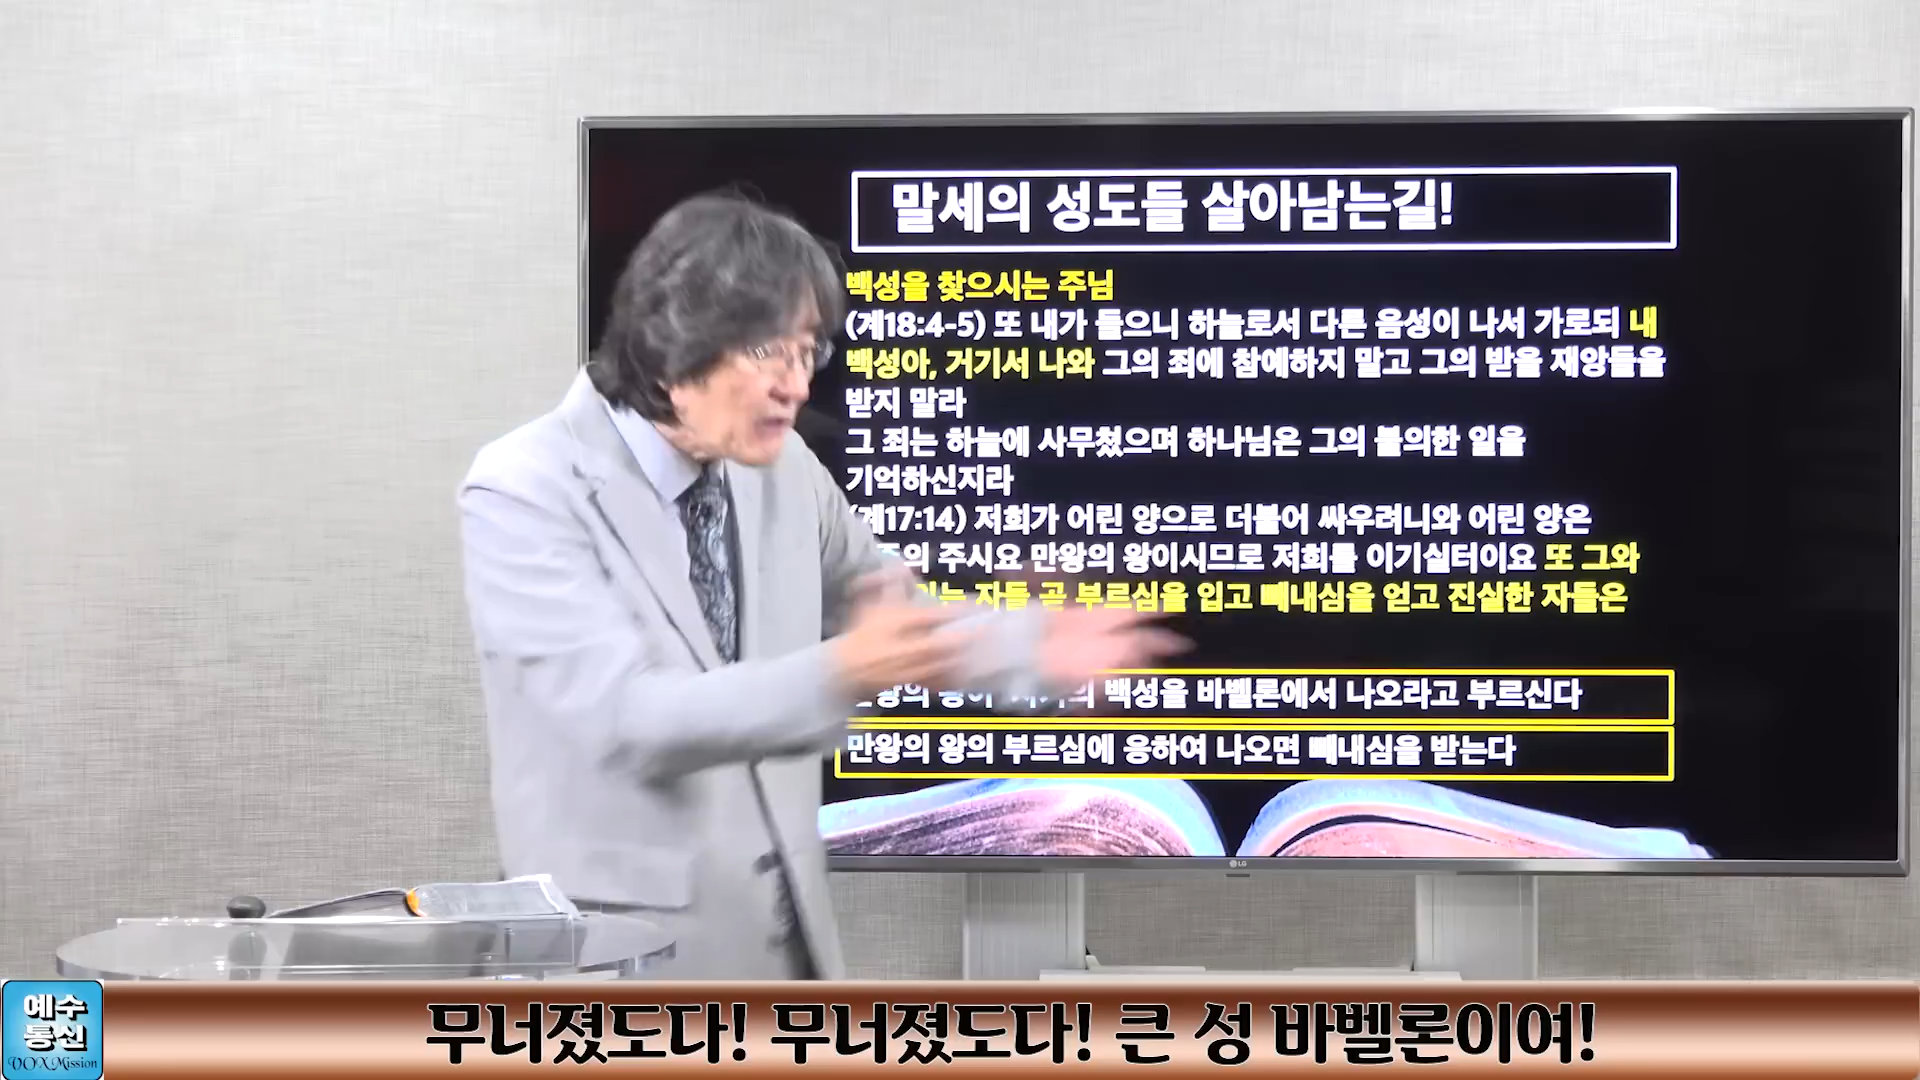 말세의 성도들 살아남는길!
백성을 찾으시는 주님
(계18:4-5) 또 내가 들으니 하늘로서 다른 음성이 나서 가로되 내
백성아, 거기서 나와 그의 죄에 참예하지 말고 그의 받을 재앙들을
받지 말라
그 죄는 하늘에 사무쳤으며 하나님은 그의 불의한 일을
기억하신지라
(계17:14) 저희가 어린 양으로 더불어 싸우려니와 어린 양은
주시요 만왕의 왕이시므로 저희를 이기실터이요 또 그와
자들 곧 부르심을 입고 빼내심을 얻고 진실한 자들은
백성을 바벨론에서 나오라고 부르신다
만왕의 왕의 부르심에 응하여 나오면 빼내심을 받는다
LG
예수
통신
VOX Mission
무너졌도다! 무너졌도다! 큰 성 바벨론이여!